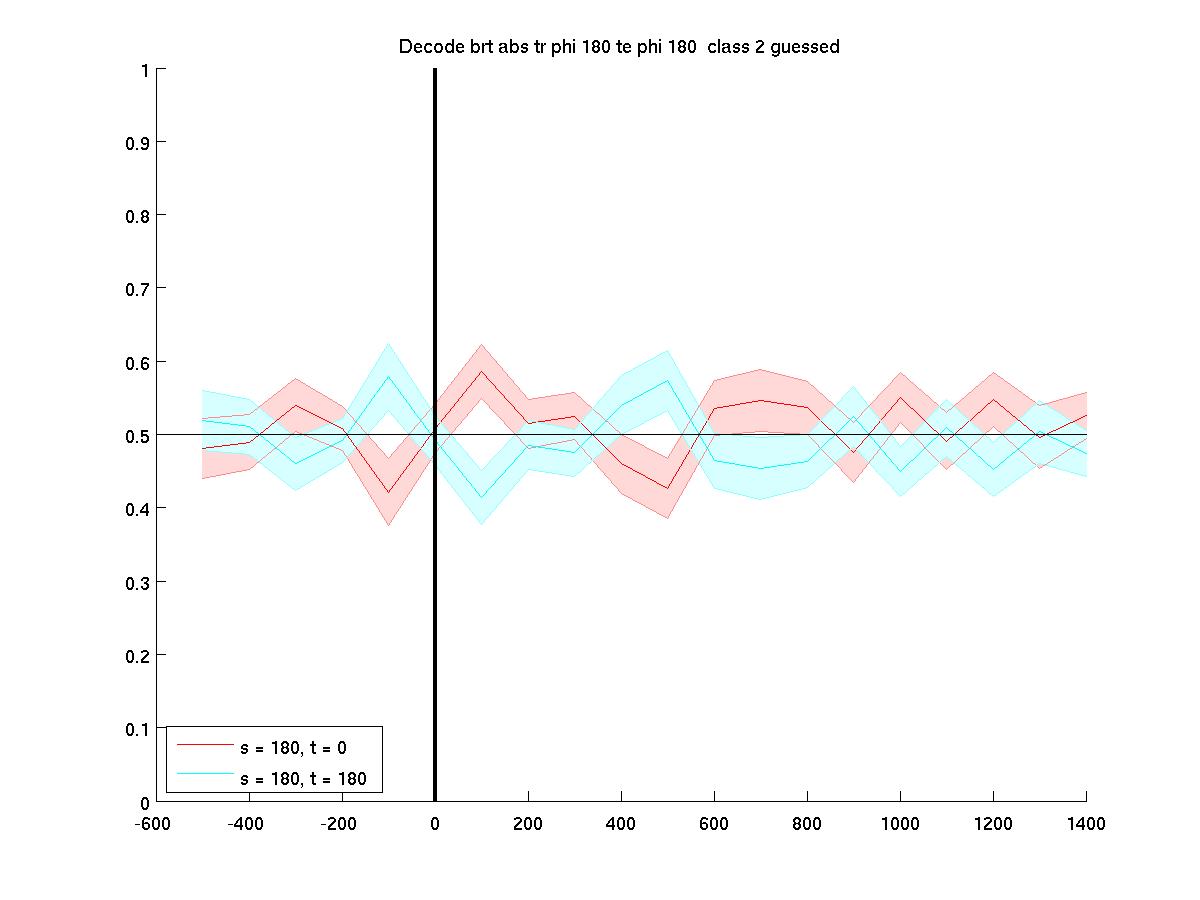 Decode brt abs tr phi 180 te phi 180  class 2 guessed
1
0.9
0.8
0.7
0.6
0.5
0.4
0.3
0.2
0.1
0
s = 180, t = 0
s = 180, t = 180
-600 -400 -200 0 200 400 600 800 1000 1200 1400